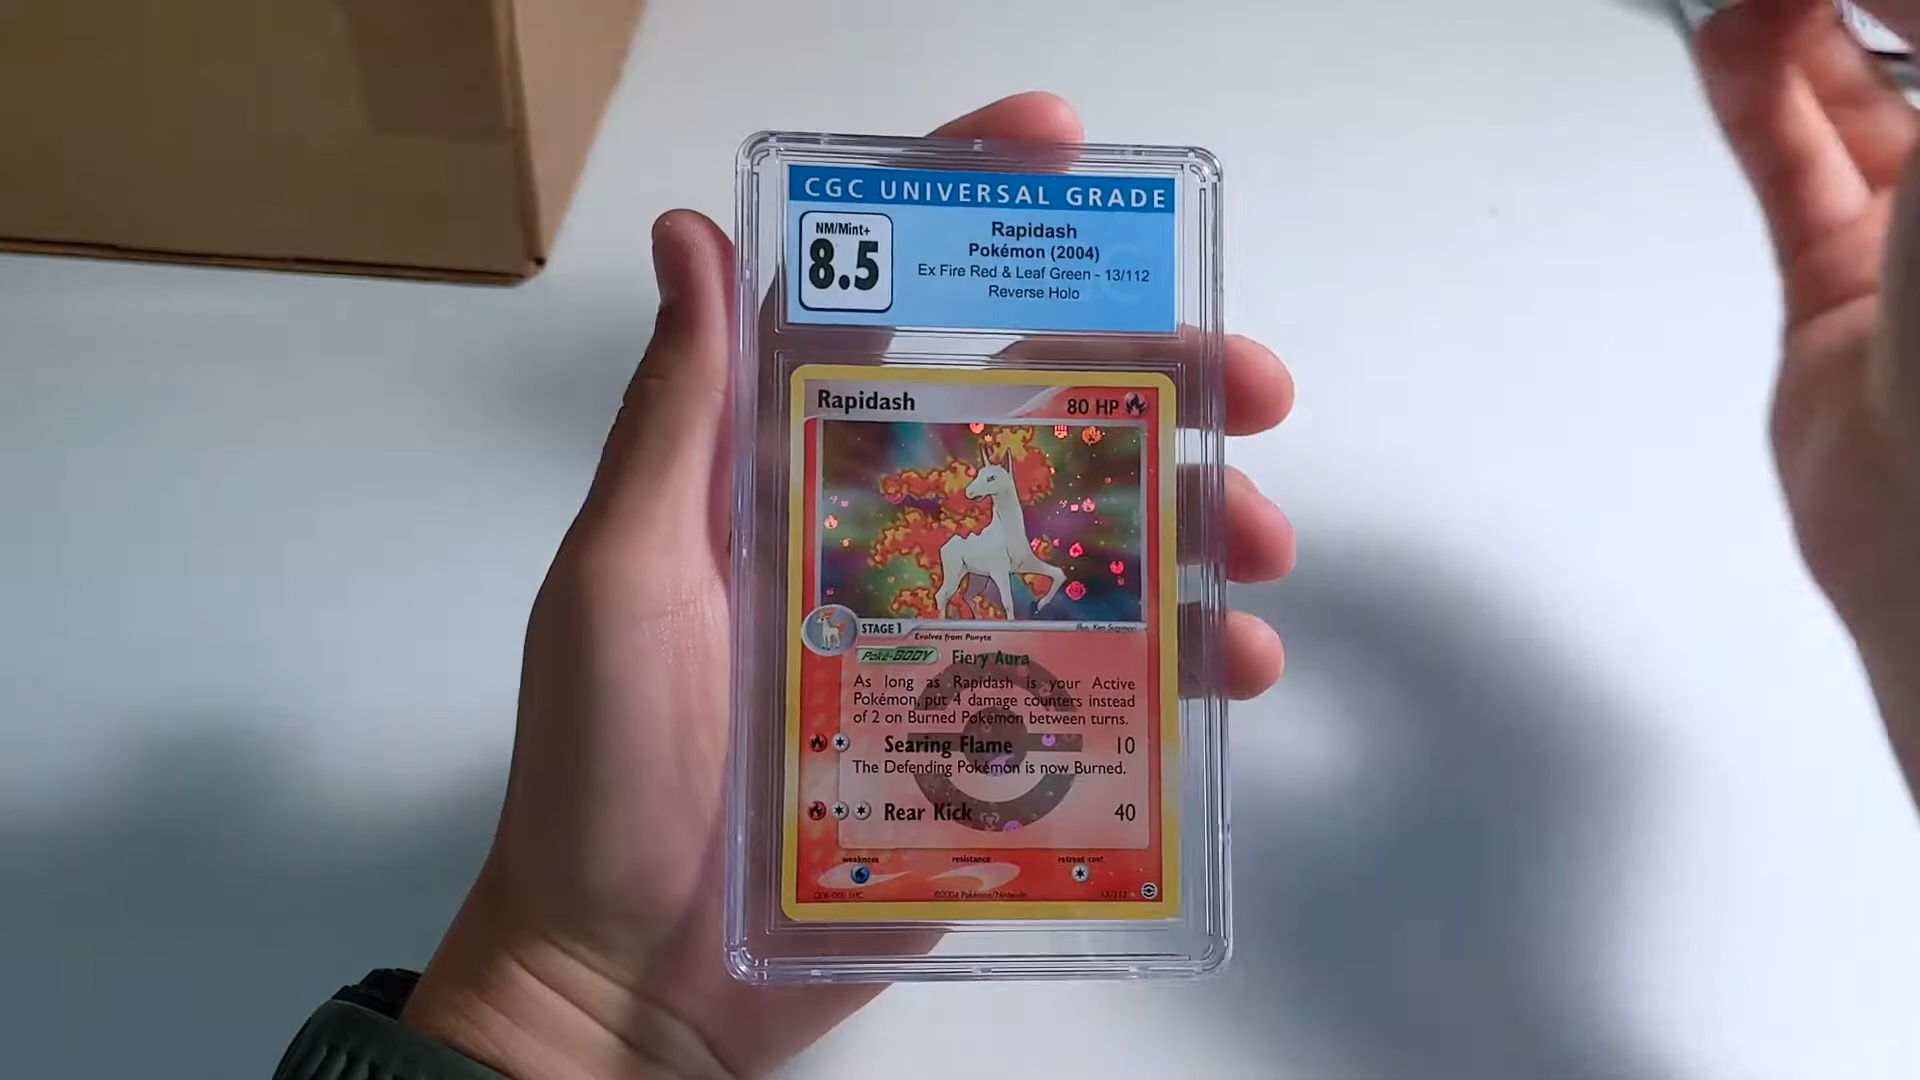 CGC UNIVERSAL GRADE
NM/Mint+
8.5
Rapidash
Pokémon (2004)
Ex Fire Red & Leaf Green - 13/112
Reverse Holo
Rapidash
80 HP
Illus. Ken Sugimori
STAGE 1
Evolves from Ponyta
Poké-BODY Fiery Aura
As long as Rapidash is your Active
Pokémon, put 4 damage counters instead
of 2 on Burned Pokémon between turns.
Searing Flame 10
The Defending Pokémon is now Burned.
Rear Kick 40
weakness resistance retreat cost
©2004 Pokémon/Nintendo
13/112